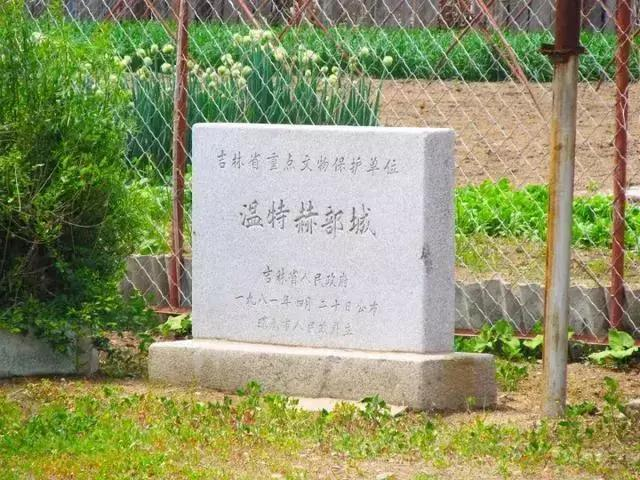 吉林省重点文物保护单位
温特赫部城
吉林省人民政府
一九八一年四月二十日公布
珲春市人民政府立